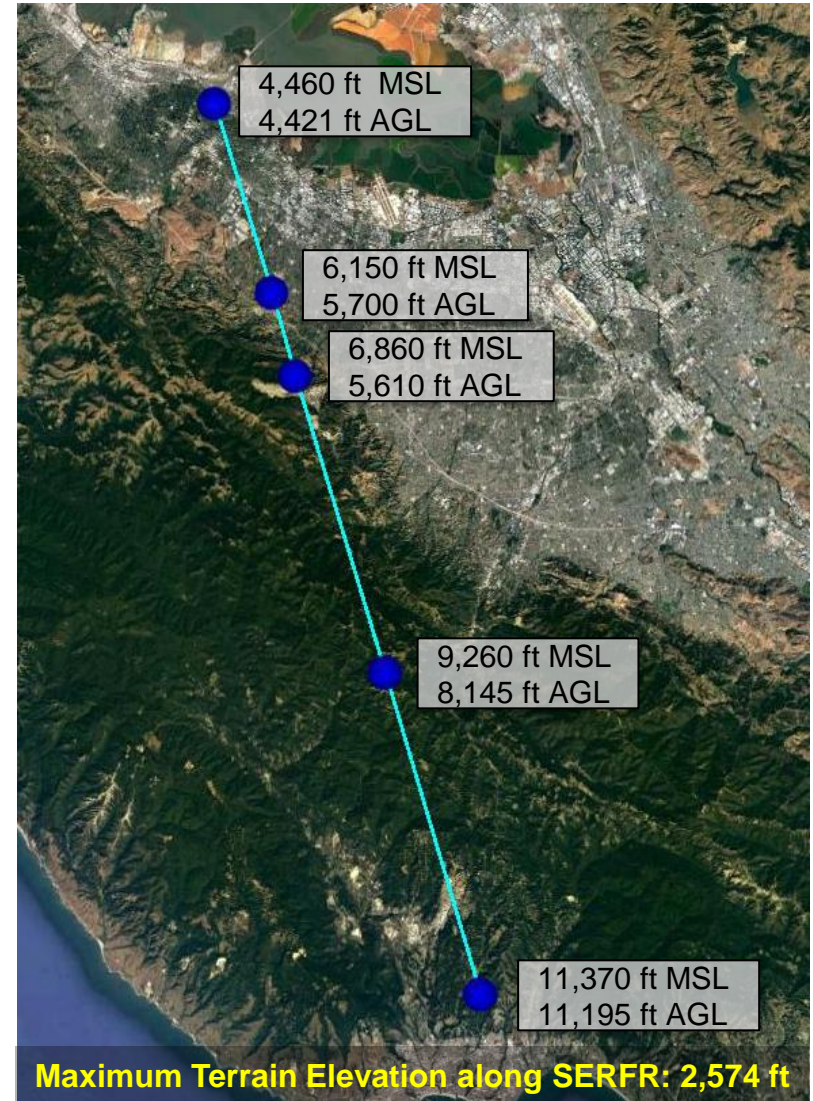 4,460 ft MSL
4,421 ft AGL
6,150 ft MSL
5,700 ft AGL
6,860 ft MSL
5,610 ft AGL
9,260 ft MSL
8,145 ft AGL
11,370 ft MSL
11,195 ft AGL
Maximum Terrain Elevation along SERFR: 2,574 ft